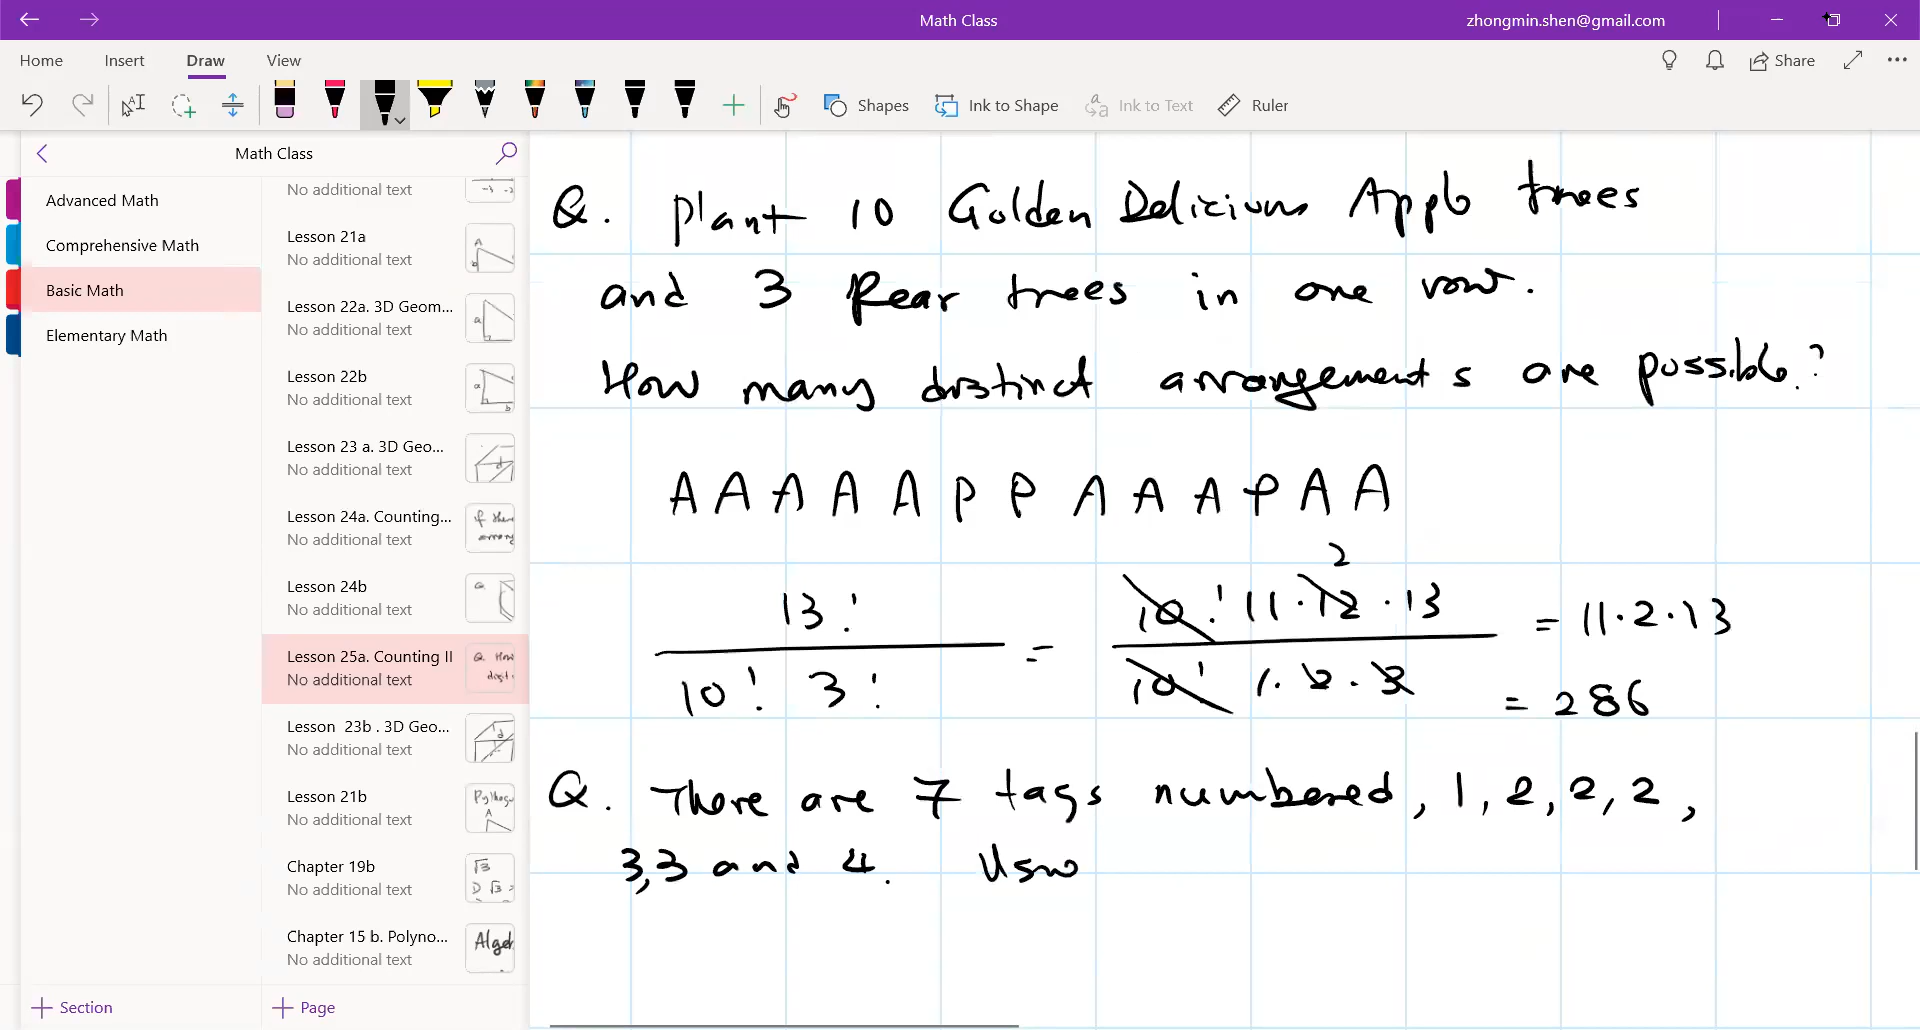 Math Class
zhongmin.shen@gmail.com
Home
Insert
Draw
View
Share
Shapes
Ink to Shape
Ink to Text
Ruler
Math Class
Advanced Math
Comprehensive Math
Basic Math
Elementary Math
No additional text
Lesson 21a
No additional text
Lesson 22a. 3D Geom...
No additional text
Lesson 22b
No additional text
Lesson 23 a. 3D Geo...
No additional text
Lesson 24a. Counting...
No additional text
Lesson 24b
No additional text
Lesson 25a. Counting II
No additional text
Lesson 23b . 3D Geo...
No additional text
Lesson 21b
No additional text
Chapter 19b
No additional text
Chapter 15 b. Polyno...
No additional text
Section
Page
Q. Plant 10 Golden Delicious Apple trees
and 3 Pear trees in one row.
How many distinct arrangements are possible?
A A A A A P P A A A P A A
2
13! / 10! 3! = 10! 11 · 12 · 13 / 10! 1 · 2 · 3 = 11 · 2 · 13
= 286
Q. There are 7 tags numbered, 1, 2, 2, 2,
3, 3 and 4.